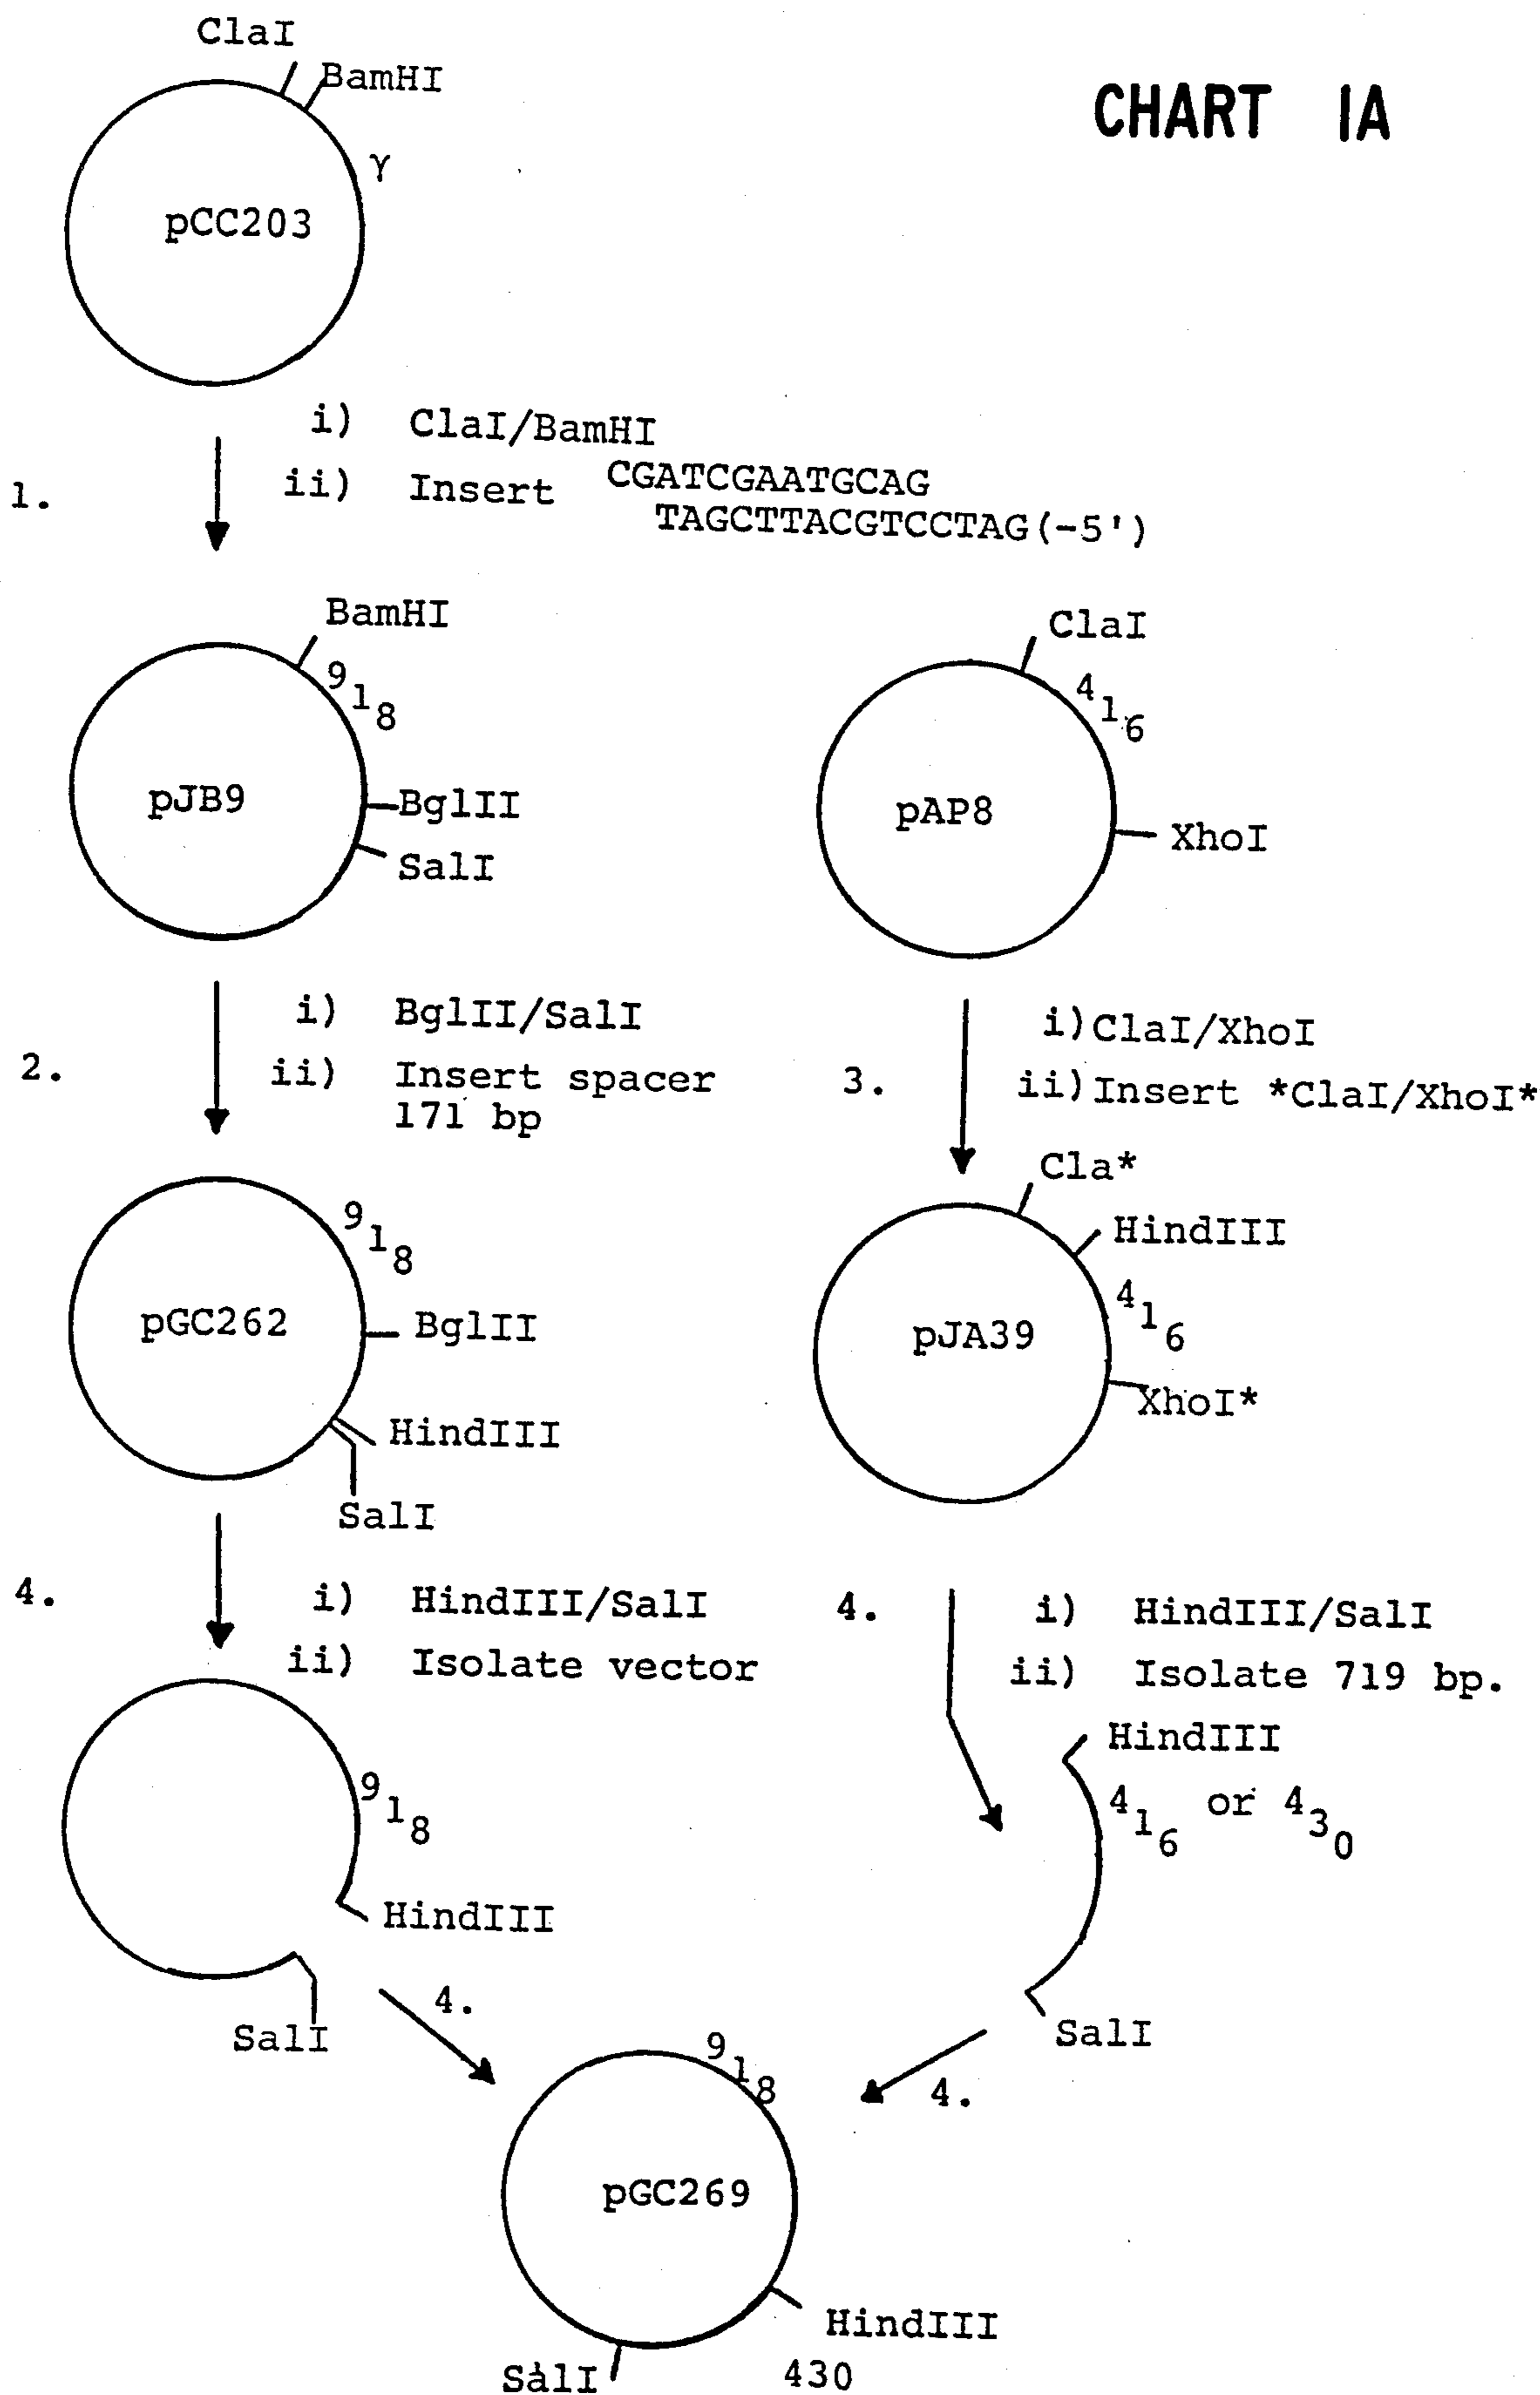 CHART IA
ClaI
BamHI
γ
pCC203
1.
i) ClaI/BamHI
ii) Insert CGATCGAATGCAG
TAGCTTACGTCCTAG(-5')
BamHI
918
pJB9
BglII
SalI
ClaI
416
pAP8
XhoI
2.
i) BglII/SalI
ii) Insert spacer
171 bp
3.
i) ClaI/XhoI
ii) Insert *ClaI/XhoI*
918
pGC262
BglII
HindIII
SalI
Cla*
HindIII
416
pJA39
XhoI*
4.
i) HindIII/SalI
ii) Isolate vector
4.
i) HindIII/SalI
ii) Isolate 719 bp.
918
HindIII
SalI
HindIII
416 or 430
SalI
4.
4.
918
pGC269
HindIII
430
SalI